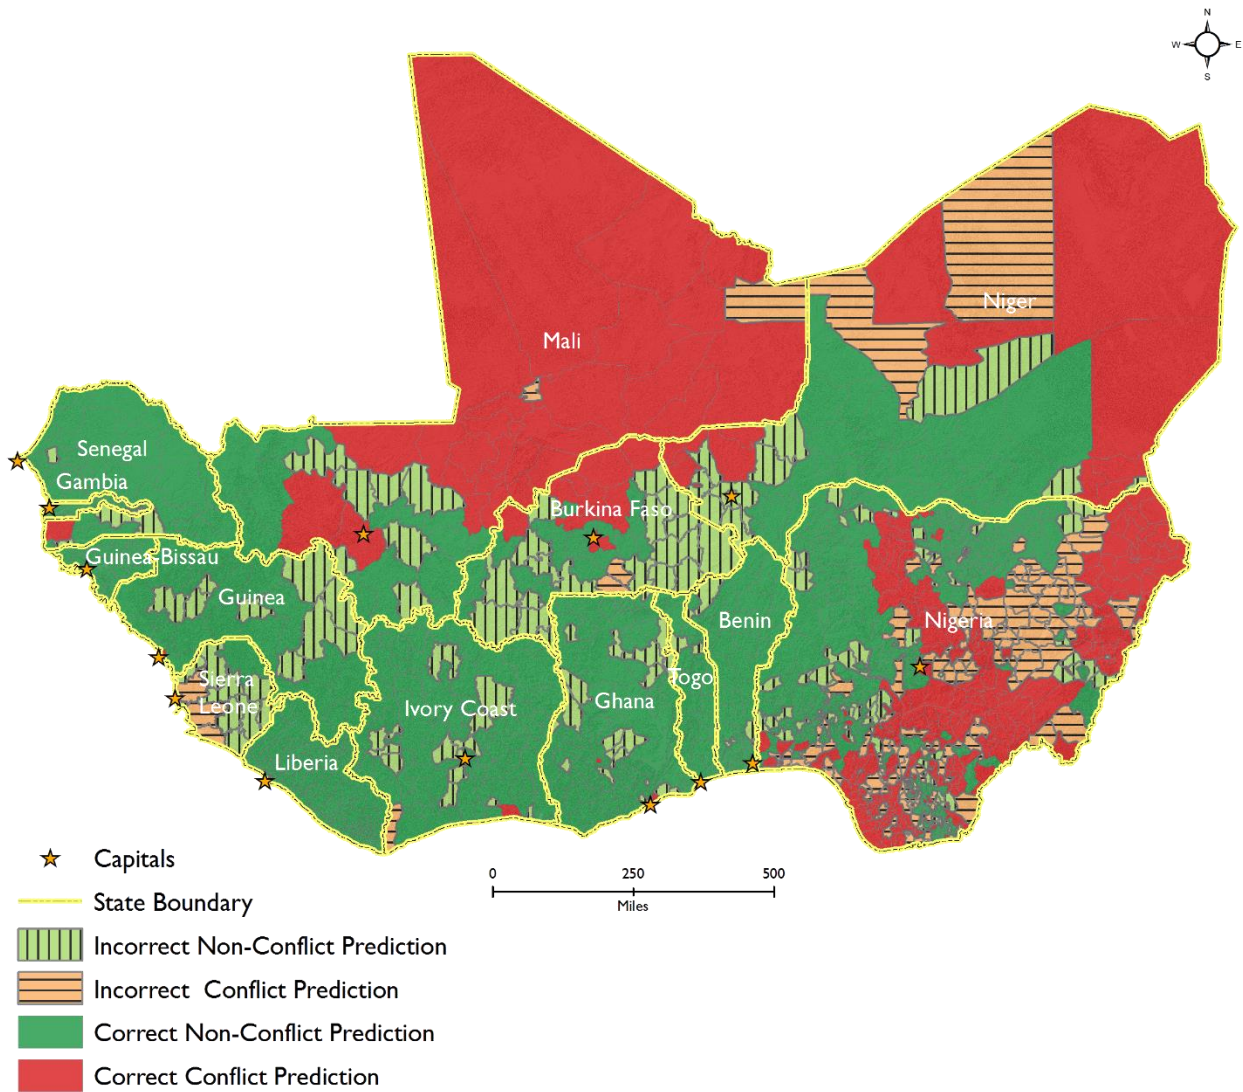 N
W E
S
Niger
Mali
Senegal
Gambia
Burkina Faso
Guinea-Bissau
Guinea
Benin
Nigeria
Sierra
Leone
Togo
Ghana
Ivory Coast
Liberia
Capitals
0 250 500
Miles
State Boundary
Incorrect Non-Conflict Prediction
Incorrect Conflict Prediction
Correct Non-Conflict Prediction
Correct Conflict Prediction